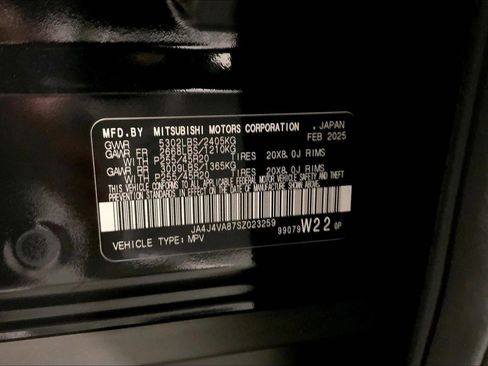 MFD.BY MITSUBISHI MOTORS CORPORATION , JAPAN
GVWR 5302LBS/2405KG FEB 2025
GAWR FR 2668LBS/1210KG
WITH P255/45R20 TIRES 20X8.0J RIMS
GAWR RR 3009LBS/1365KG
WITH P255/45R20 TIRES 20X8.0J RIMS
THIS VEHICLE CONFORMS TO ALL APPLICABLE FEDERAL MOTOR VEHICLE SAFETY AND THEFT
PREVENTION STANDARDS IN EFFECT ON THE DATE OF MANUFACTURE SHOWN ABOVE.
JA4J4VA87SZ023259
VEHICLE TYPE: MPV 99079 W22 QP